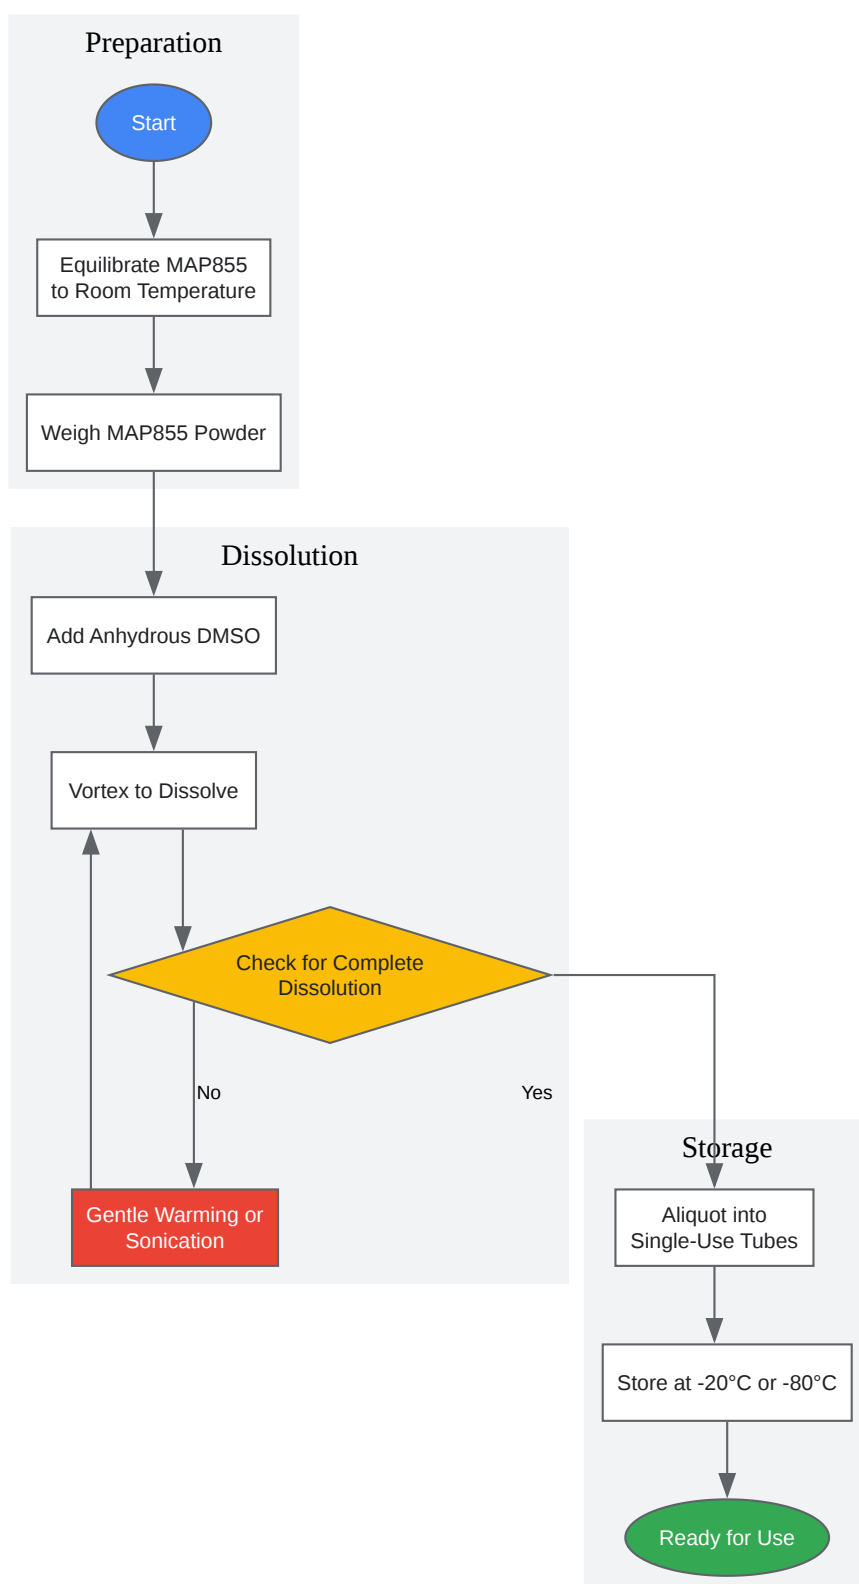 Preparation
Start
Equilibrate MAP855
to Room Temperature
Weigh MAP855 Powder
Dissolution
Add Anhydrous DMSO
Vortex to Dissolve
Check for Complete
Dissolution
No
Yes
Gentle Warming or
Sonication
Storage
Aliquot into
Single-Use Tubes
Store at -20°C or -80°C
Ready for Use